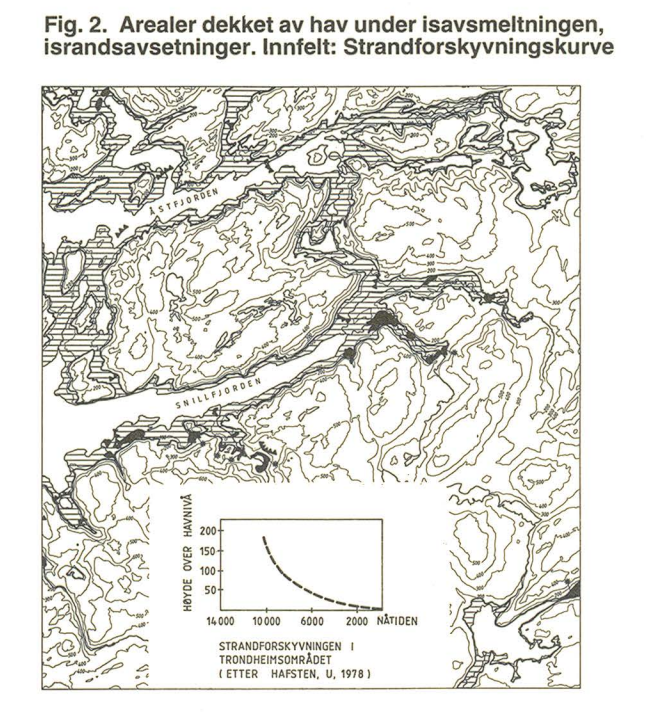 Fig. 2. Arealer dekket av hav under isavsmeltningen,
israndsavsetninger. Innfelt: Strandforskyvningskurve
ÅSTFJORDEN
SNILLFJORDEN
HØYDE OVER HAVNIVÅ
200
150
100
50
14 000 10 000 6000 2000 NÅTIDEN
STRANDFORSKYVNINGEN I
TRONDHEIMSOMRÅDET
( ETTER HAFSTEN, U, 1978 )